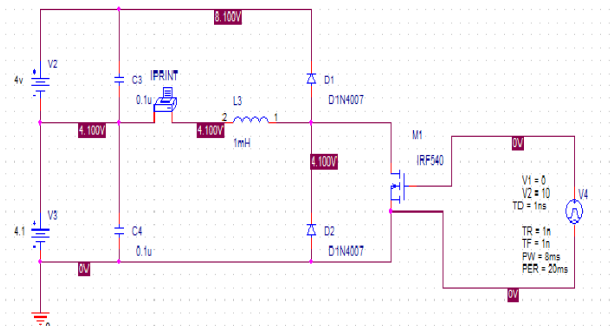 8.100V
V2
4v
C3
0.1u
IPRINT
L3
2
1
1mH
D1
D1N4007
4.100V
4.100V
4.100V
M1
IRF540
0V
V1 = 0
V2 = 10
TD = 1ns
V4
TR = 1n
TF = 1n
PW = 8ms
PER = 20ms
V3
4.1
C4
0.1u
D2
D1N4007
0V
0V
0